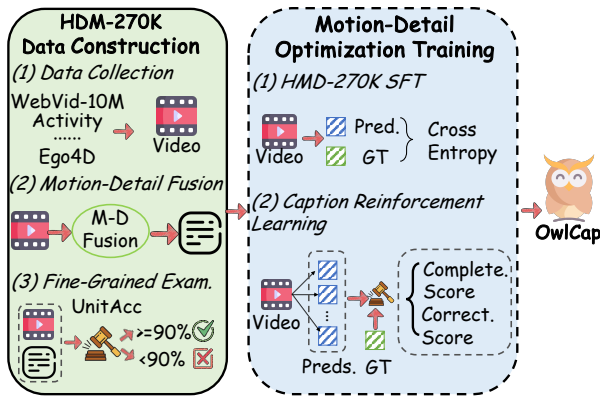 HDM-270K
Data Construction
(1) Data Collection
WebVid-10M
Activity
......
Ego4D
Video
(2) Motion-Detail Fusion
M-D
Fusion
(3) Fine-Grained Exam.
UnitAcc
>=90%
<90%
Motion-Detail
Optimization Training
(1) HMD-270K SFT
Video
Pred.
GT
Cross
Entropy
(2) Caption Reinforcement
Learning
Video
Preds.
GT
Complete.
Score
Correct.
Score
OwlCap